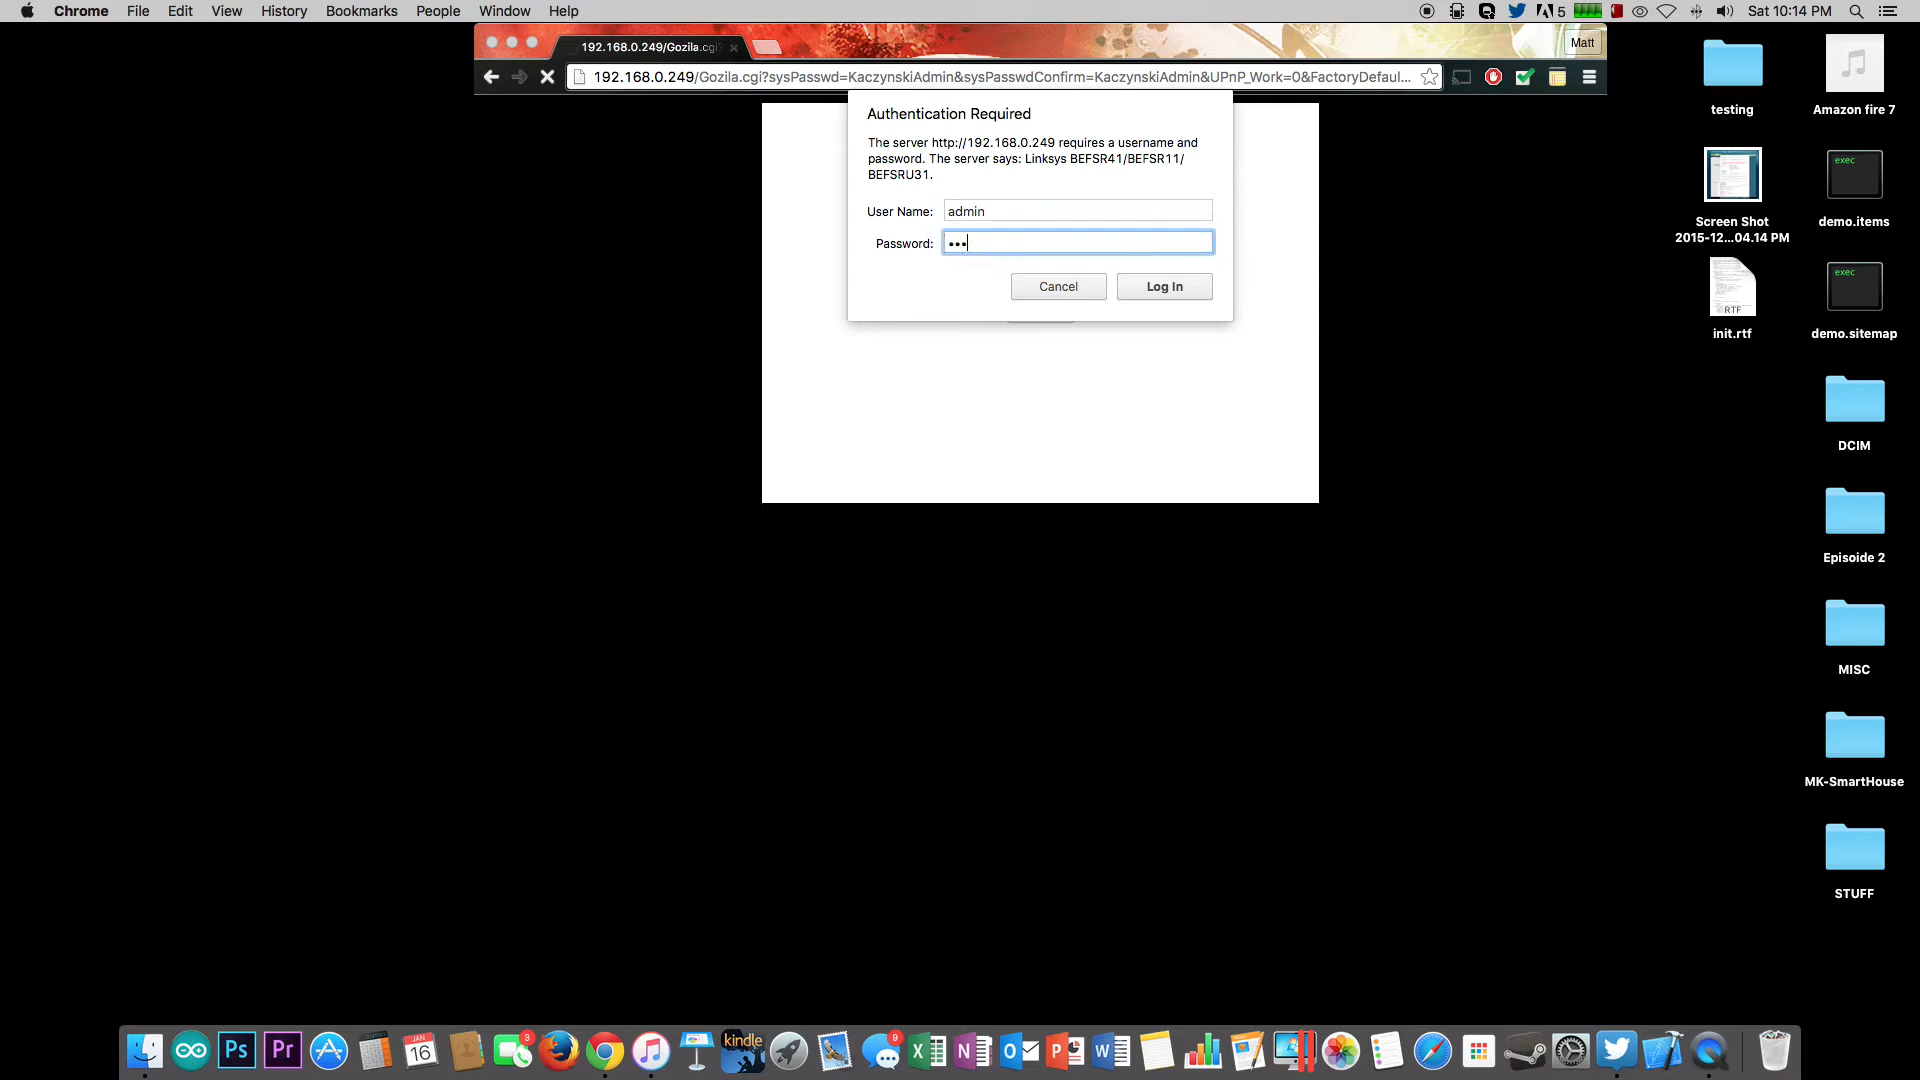 Chrome File Edit View History Bookmarks People Window Help
5 Sat 10:14 PM
192.168.0.249/Gozila.cgi?
Matt
192.168.0.249/Gozila.cgi?sysPasswd=KaczynskiAdmin&sysPasswdConfirm=KaczynskiAdmin&UPnP_Work=0&FactoryDefaul...
Authentication Required
The server http://192.168.0.249 requires a username and
password. The server says: Linksys BEFSR41/BEFSR11/
BEFSRU31.
User Name: admin
Password: •••
Cancel Log In
testing
Amazon fire 7
Screen Shot
2015-12...04.14 PM
exec
demo.items
RTF
init.rtf
exec
demo.sitemap
DCIM
Episoide 2
MISC
MK-SmartHouse
STUFF
Ps
Pr
JAN
16
3
kindle
9
X
N
O
P
W